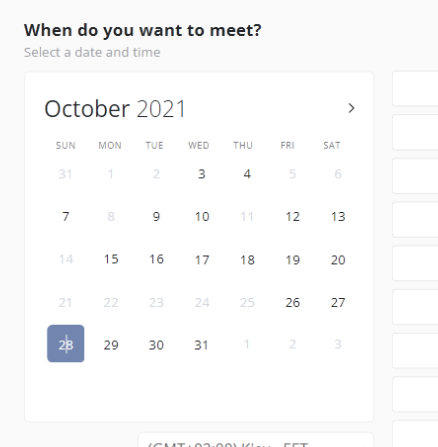 When do you want to meet?
Select a date and time
October 2021
SUN MON TUE WED THU FRI SAT
31 1 2 3 4 5 6
7 8 9 10 11 12 13
14 15 16 17 18 19 20
21 22 23 24 25 26 27
28 29 30 31 1 2 3